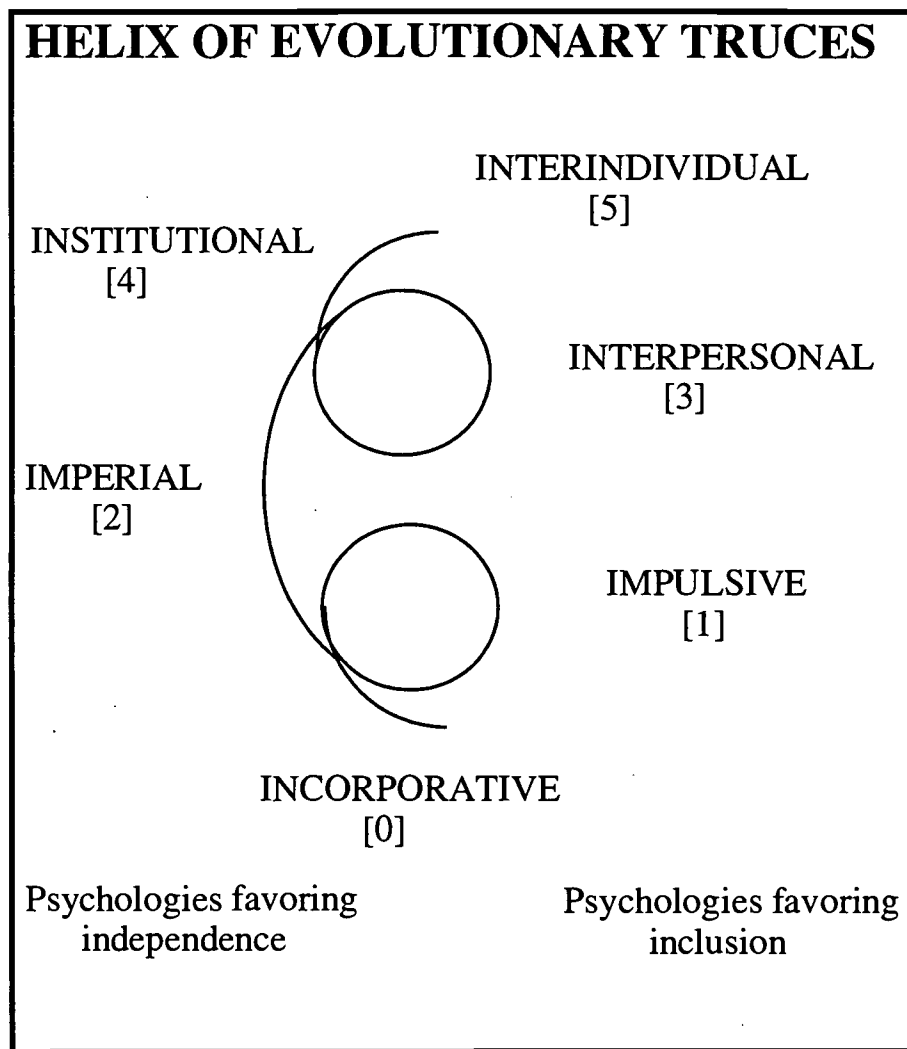 HELIX OF EVOLUTIONARY TRUCES
INTERINDIVIDUAL
[5]
INSTITUTIONAL
[4]
INTERPERSONAL
[3]
IMPERIAL
[2]
IMPULSIVE
[1]
INCORPORATIVE
[0]
Psychologies favoring
independence
Psychologies favoring
inclusion